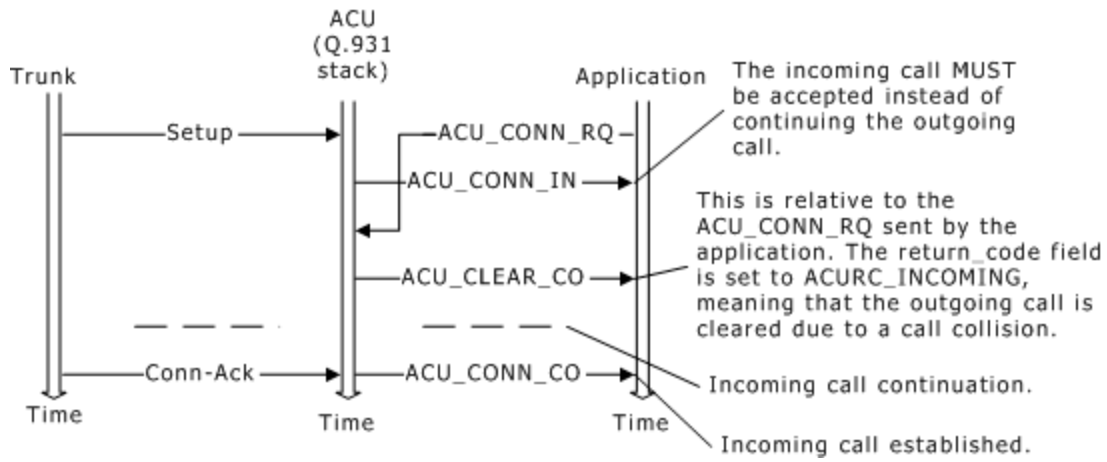 ACU
(Q.931
stack)
Trunk
Application
The incoming call MUST
be accepted instead of
continuing the outgoing
call.
Setup
ACU_CONN_RQ
ACU_CONN_IN
This is relative to the
ACU_CONN_RQ sent by the
application. The return_code field
is set to ACURC_INCOMING,
meaning that the outgoing call is
cleared due to a call collision.
ACU_CLEAR_CO
Conn-Ack
ACU_CONN_CO
Incoming call continuation.
Time
Time
Time
Incoming call established.